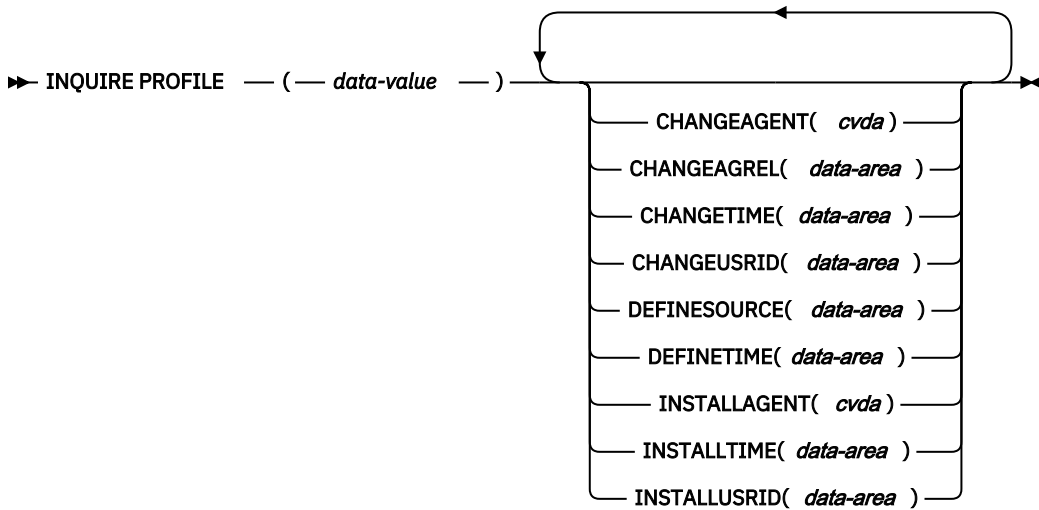 INQUIRE PROFILE ( data-value )
CHANGEAGENT( cvda )
CHANGEAGREL( data-area )
CHANGETIME( data-area )
CHANGEUSRID( data-area )
DEFINESOURCE( data-area )
DEFINETIME( data-area )
INSTALLAGENT( cvda )
INSTALLTIME( data-area )
INSTALLUSRID( data-area )